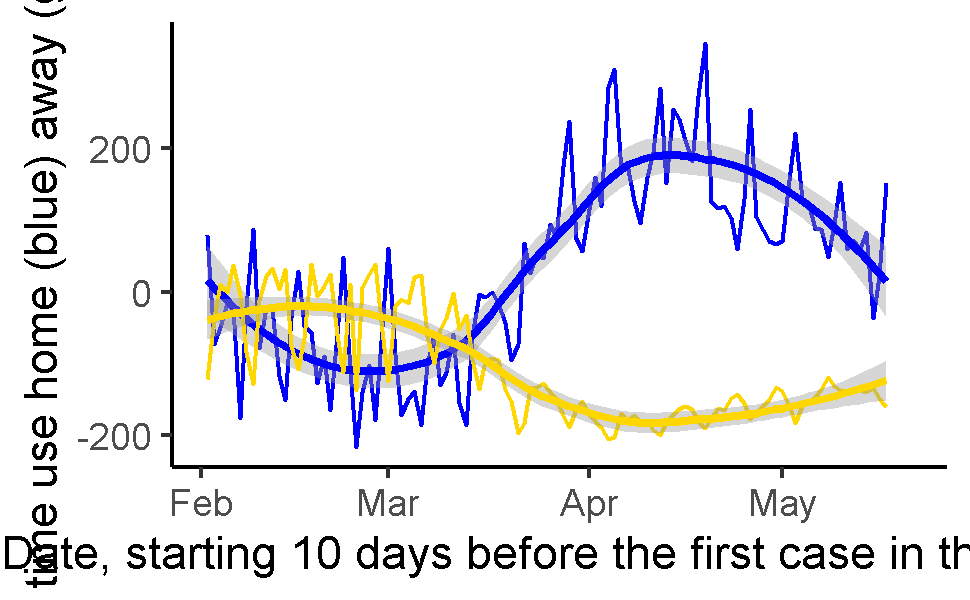 time use home (blue) away (
200
0
-200
Feb Mar Apr May
Date, starting 10 days before the first case in th